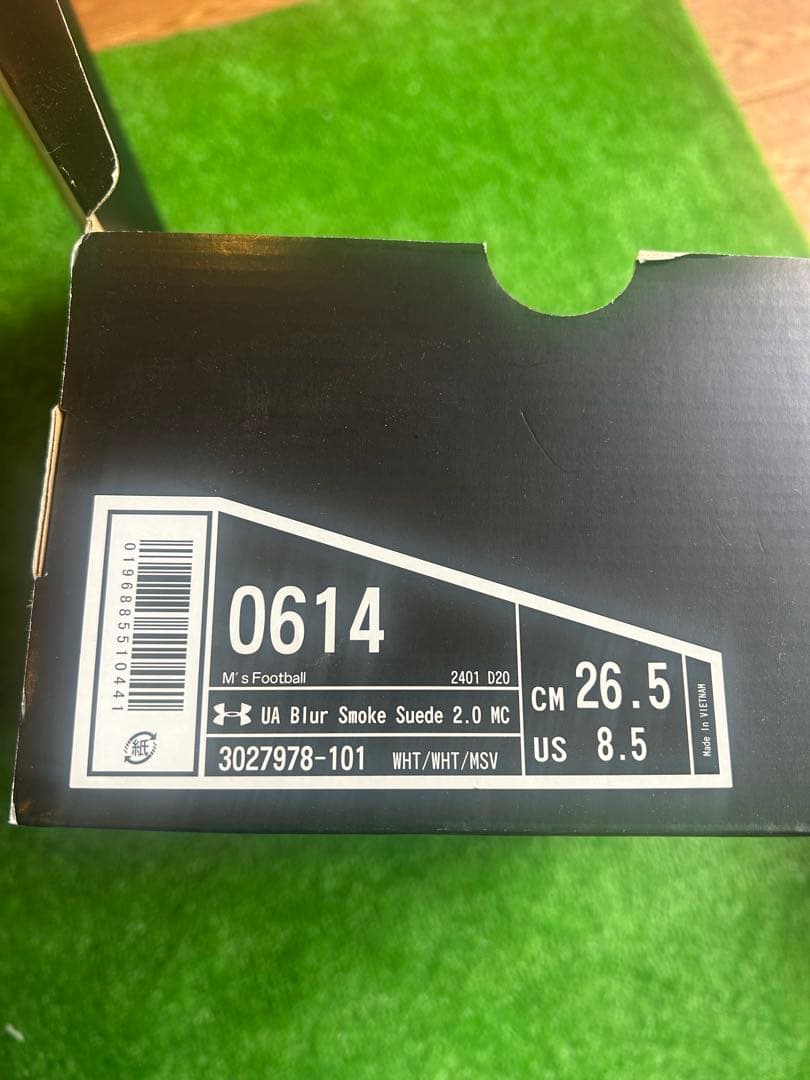 0196885510441
紙
0614
M's Football 2401 D20
UA Blur Smoke Suede 2.0 MC
3027978-101 WHT/WHT/MSV
CM 26.5
US 8.5
Made In VIETNAM